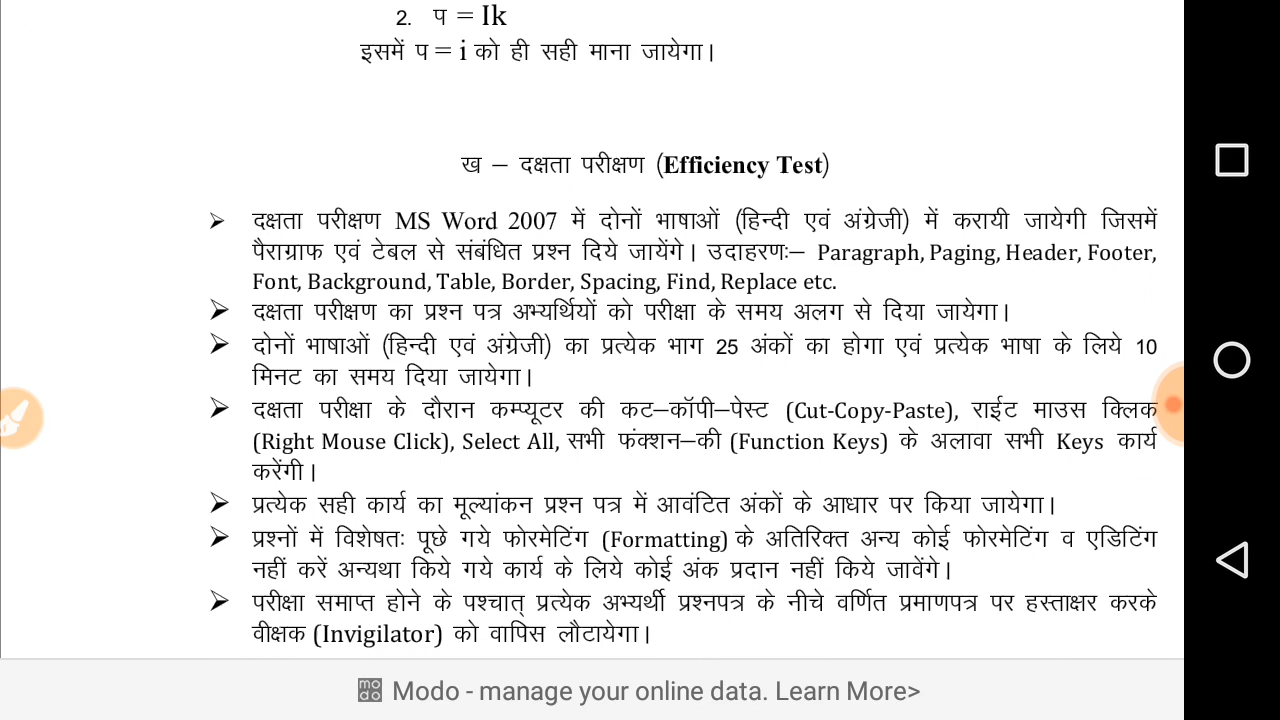 2. प = Ik
इसमें प = i को ही सही माना जायेगा।
ख – दक्षता परीक्षण (Efficiency Test)
➢ दक्षता परीक्षण MS Word 2007 में दोनों भाषाओं (हिन्दी एवं अंग्रेजी) में करायी जायेगी जिसमें
पैराग्राफ एवं टेबल से संबंधित प्रश्न दिये जायेंगे। उदाहरणः– Paragraph, Paging, Header, Footer,
Font, Background, Table, Border, Spacing, Find, Replace etc.
➢ दक्षता परीक्षण का प्रश्न पत्र अभ्यर्थियों को परीक्षा के समय अलग से दिया जायेगा।
➢ दोनों भाषाओं (हिन्दी एवं अंग्रेजी) का प्रत्येक भाग 25 अंकों का होगा एवं प्रत्येक भाषा के लिये 10
मिनट का समय दिया जायेगा।
➢ दक्षता परीक्षा के दौरान कम्प्यूटर की कट–कॉपी–पेस्ट (Cut-Copy-Paste), राईट माउस क्लिक
(Right Mouse Click), Select All, सभी फंक्शन–की (Function Keys) के अलावा सभी Keys कार्य
करेंगी।
➢ प्रत्येक सही कार्य का मूल्यांकन प्रश्न पत्र में आवंटित अंकों के आधार पर किया जायेगा।
➢ प्रश्नों में विशेषतः पूछे गये फोरमेटिंग (Formatting) के अतिरिक्त अन्य कोई फोरमेटिंग व एडिटिंग
नहीं करें अन्यथा किये गये कार्य के लिये कोई अंक प्रदान नहीं किये जावेंगे।
➢ परीक्षा समाप्त होने के पश्चात् प्रत्येक अभ्यर्थी प्रश्नपत्र के नीचे वर्णित प्रमाणपत्र पर हस्ताक्षर करके
वीक्षक (Invigilator) को वापिस लौटायेगा।
modo Modo - manage your online data. Learn More>